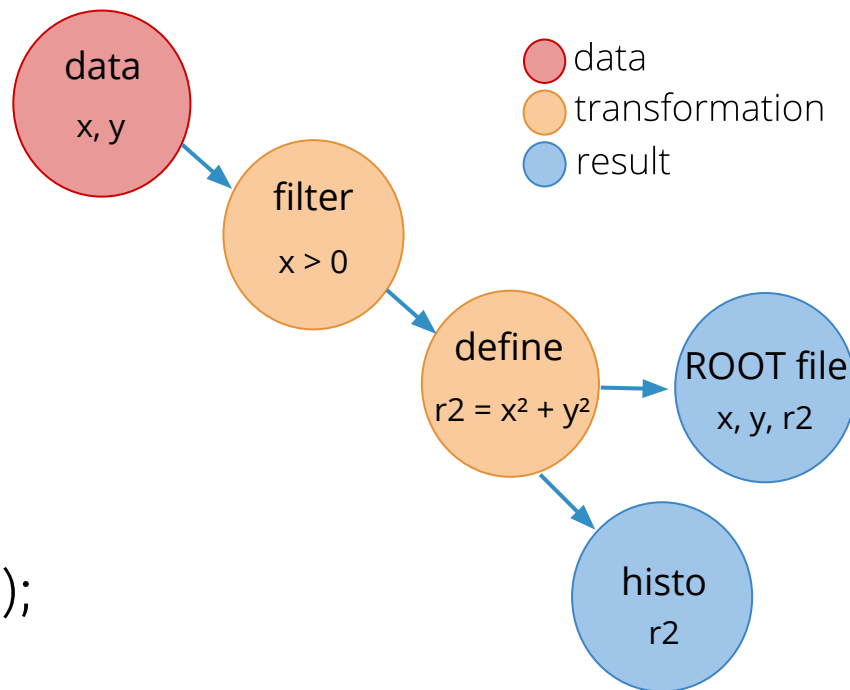 data
x, y
filter
x > 0
define
r2 = x² + y²
ROOT file
x, y, r2
histo
r2
data
transformation
result
);